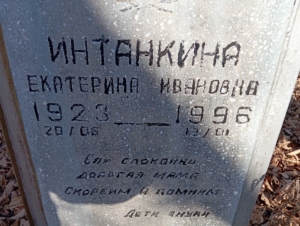 ИНТАНКИНА
ЕКАТЕРИНА ИВАНОВНА
1923 — 1996
20/06 13/01
Спи спокойно
дорогая мама
Скорбим и помним
Дети внуки